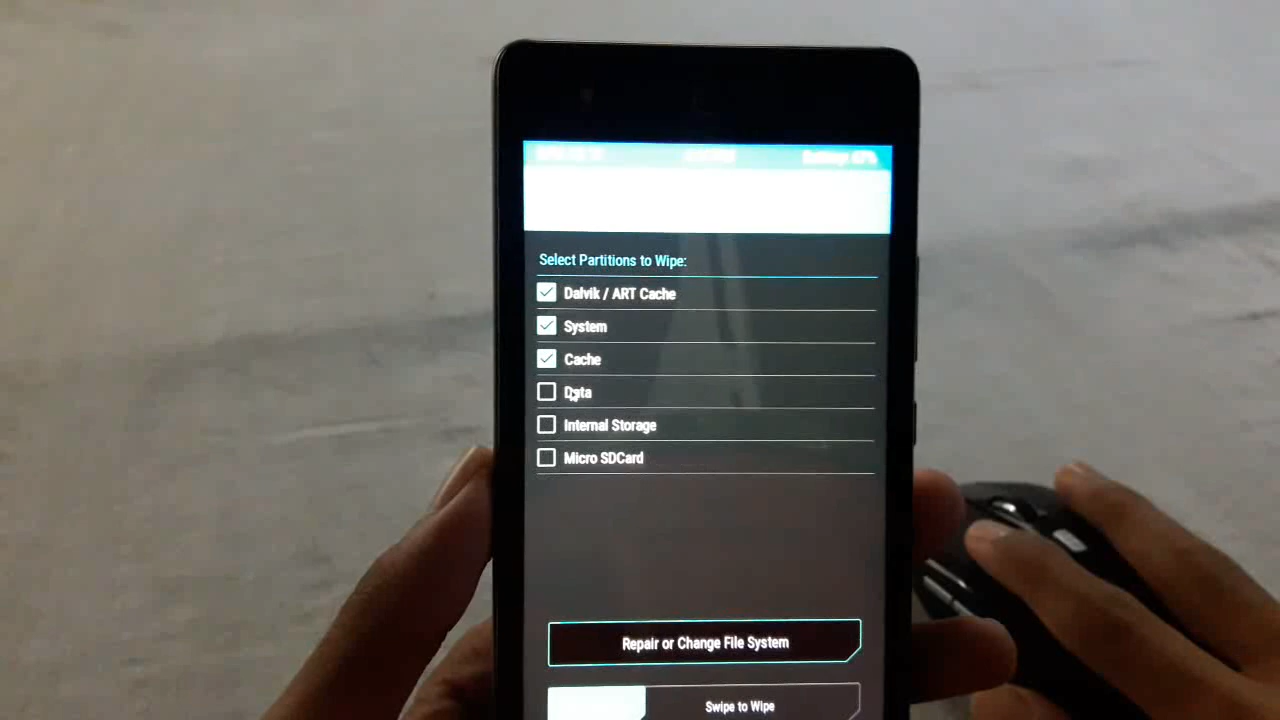 Select Partitions to Wipe:
Dalvik / ART Cache
System
Cache
Data
Internal Storage
Micro SDCard
Repair or Change File System
Swipe to Wipe